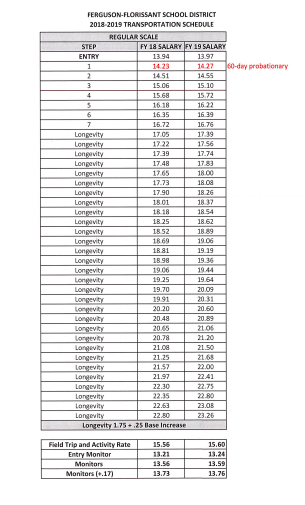 FERGUSON-FLORISSANT SCHOOL DISTRICT
2018-2019 TRANSPORTATION SCHEDULE
REGULAR SCALE
STEP FY 18 SALARY FY 19 SALARY
ENTRY 13.94 13.97
1 14.23 14.27 60-day probationary
2 14.51 14.55
3 15.06 15.10
4 15.68 15.72
5 16.18 16.22
6 16.35 16.39
7 16.72 16.76
Longevity 17.05 17.39
Longevity 17.22 17.56
Longevity 17.39 17.74
Longevity 17.48 17.83
Longevity 17.65 18.00
Longevity 17.73 18.08
Longevity 17.90 18.26
Longevity 18.01 18.37
Longevity 18.18 18.54
Longevity 18.25 18.62
Longevity 18.52 18.89
Longevity 18.69 19.06
Longevity 18.81 19.19
Longevity 18.98 19.36
Longevity 19.06 19.44
Longevity 19.25 19.64
Longevity 19.70 20.09
Longevity 19.91 20.31
Longevity 20.20 20.60
Longevity 20.48 20.89
Longevity 20.65 21.06
Longevity 20.78 21.20
Longevity 21.08 21.50
Longevity 21.25 21.68
Longevity 21.57 22.00
Longevity 21.97 22.41
Longevity 22.30 22.75
Longevity 22.35 22.80
Longevity 22.63 23.08
Longevity 22.80 23.26
Longevity 1.75 + .25 Base Increase
Field Trip and Activity Rate 15.56 15.60
Entry Monitor 13.21 13.24
Monitors 13.56 13.59
Monitors (+.17) 13.73 13.76